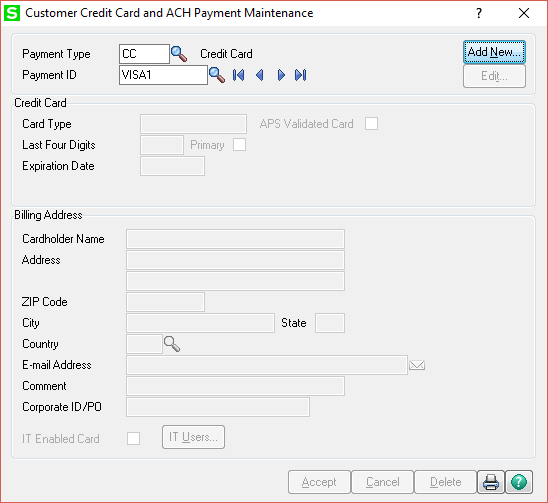 S Customer Credit Card and ACH Payment Maintenance ?
Payment Type CC Credit Card Add New...
Payment ID VISA1 Edit...
Credit Card
Card Type APS Validated Card
Last Four Digits Primary
Expiration Date
Billing Address
Cardholder Name
Address
ZIP Code
City State
Country
E-mail Address
Comment
Corporate ID/PO
IT Enabled Card IT Users...
Accept Cancel Delete ?